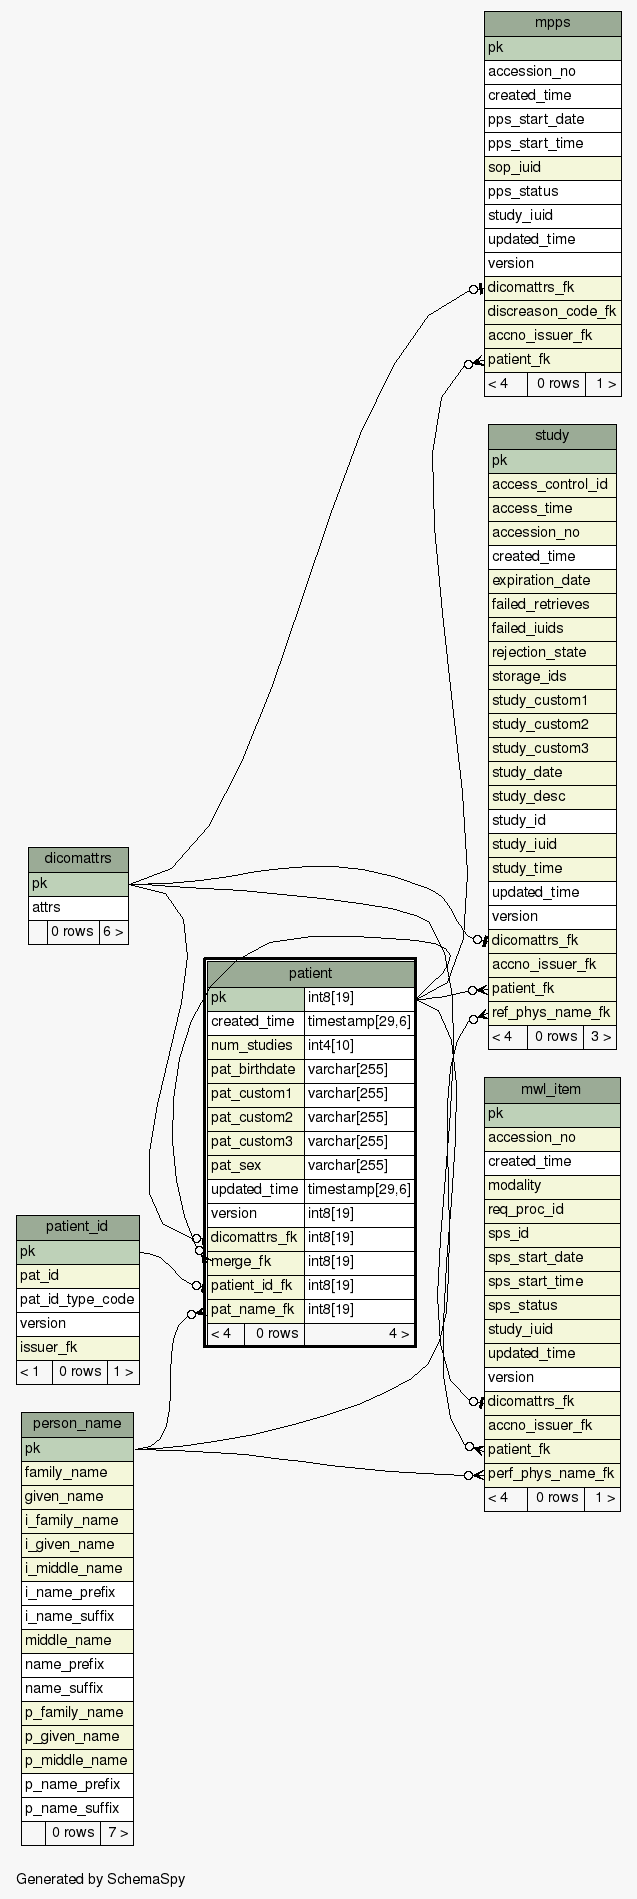 mpps
pk
accession_no
created_time
pps_start_date
pps_start_time
sop_iuid
pps_status
study_iuid
updated_time
version
dicomattrs_fk
discreason_code_fk
accno_issuer_fk
patient_fk
< 4 0 rows 1 >
study
pk
access_control_id
access_time
accession_no
created_time
expiration_date
failed_retrieves
failed_iuids
rejection_state
storage_ids
study_custom1
study_custom2
study_custom3
study_date
study_desc
study_id
study_iuid
study_time
updated_time
version
dicomattrs_fk
accno_issuer_fk
patient_fk
ref_phys_name_fk
< 4 0 rows 3 >
dicomattrs
pk
attrs
0 rows 6 >
patient
pk int8[19]
created_time timestamp[29,6]
num_studies int4[10]
pat_birthdate varchar[255]
pat_custom1 varchar[255]
pat_custom2 varchar[255]
pat_custom3 varchar[255]
pat_sex varchar[255]
updated_time timestamp[29,6]
version int8[19]
dicomattrs_fk int8[19]
merge_fk int8[19]
patient_id_fk int8[19]
pat_name_fk int8[19]
< 4 0 rows 4 >
mwl_item
pk
accession_no
created_time
modality
req_proc_id
sps_id
sps_start_date
sps_start_time
sps_status
study_iuid
updated_time
version
dicomattrs_fk
accno_issuer_fk
patient_fk
perf_phys_name_fk
< 4 0 rows 1 >
patient_id
pk
pat_id
pat_id_type_code
version
issuer_fk
< 1 0 rows 1 >
person_name
pk
family_name
given_name
i_family_name
i_given_name
i_middle_name
i_name_prefix
i_name_suffix
middle_name
name_prefix
name_suffix
p_family_name
p_given_name
p_middle_name
p_name_prefix
p_name_suffix
0 rows 7 >
Generated by SchemaSpy